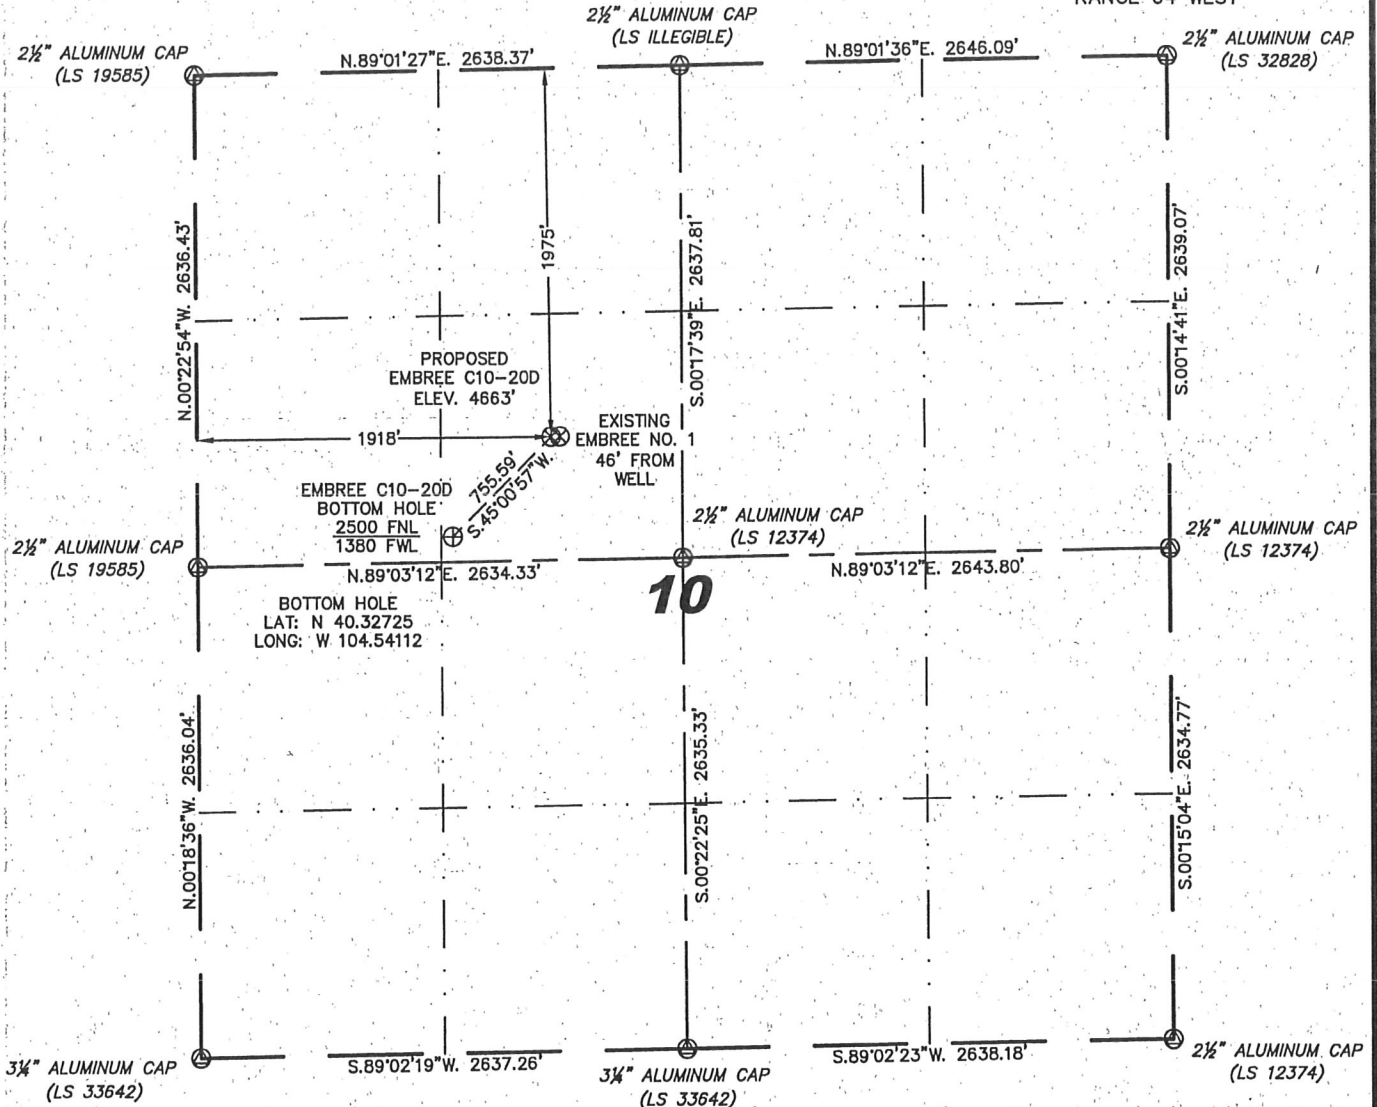 RANGE 64 WEST
2½" ALUMINUM CAP
(LS ILLEGIBLE)
2½" ALUMINUM CAP
(LS 19585)
N.89°01'27"E. 2638.37'
N.89°01'36"E. 2646.09'
2½" ALUMINUM CAP
(LS 32828)
N.00°22'54"W. 2636.43'
1975'
S.00°17'39"E. 2637.81'
S.00°14'41"E. 2639.07'
PROPOSED
EMBREE C10-20D
ELEV. 4663'
1918'
EXISTING
EMBREE NO. 1
46' FROM
WELL
755.59'
S.45°00'57"W.
EMBREE C10-20D
BOTTOM HOLE
2500 FNL
1380 FWL
2½" ALUMINUM CAP
(LS 19585)
2½" ALUMINUM CAP
(LS 12374)
2½" ALUMINUM CAP
(LS 12374)
N.89°03'12"E. 2634.33'
N.89°03'12"E. 2643.80'
10
BOTTOM HOLE
LAT: N 40.32725
LONG: W 104.54112
N.00°18'36"W. 2636.04'
S.00°22'25"E. 2635.33'
S.00°15'04"E. 2634.77'
3¼" ALUMINUM CAP
(LS 33642)
S.89°02'19"W. 2637.26'
3¼" ALUMINUM CAP
(LS 33642)
S.89°02'23"W. 2638.18'
2½" ALUMINUM CAP
(LS 12374)